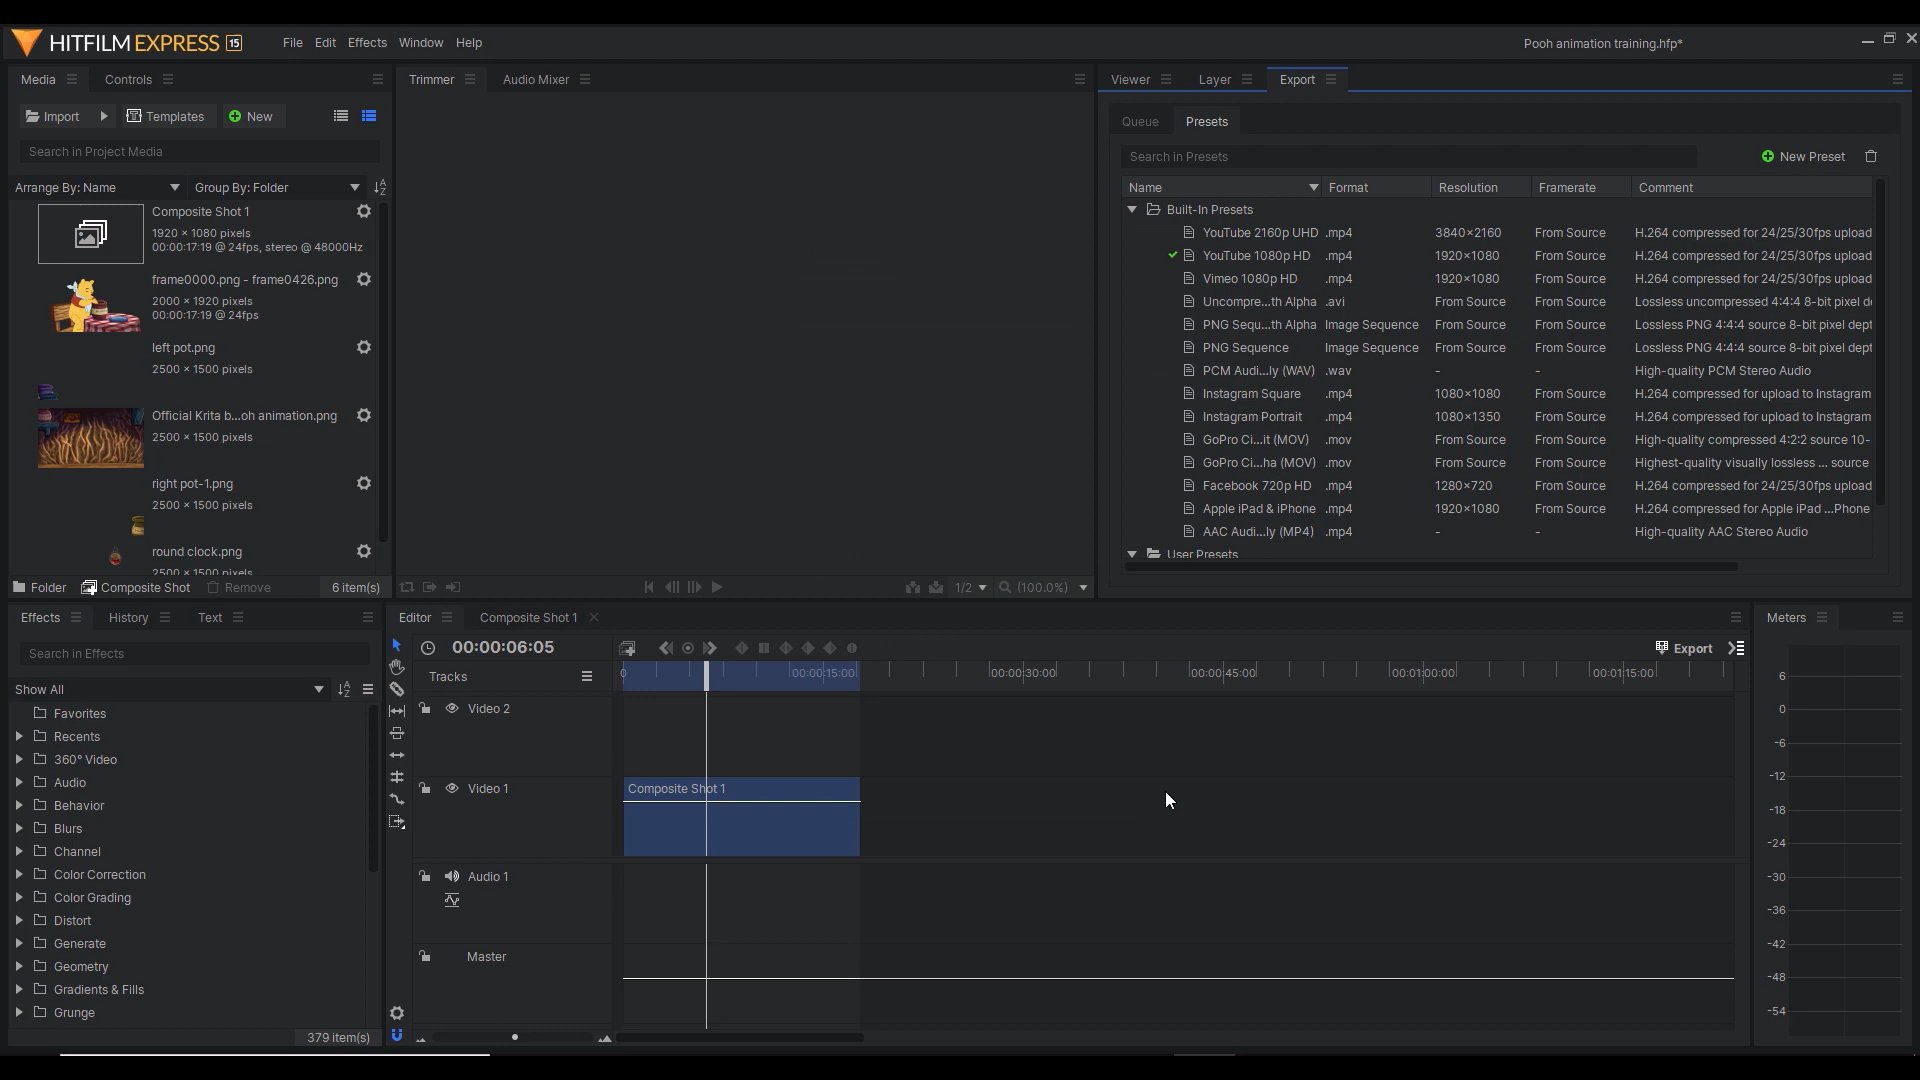 HITFILM EXPRESS 15
File Edit Effects Window Help
Pooh animation training.hfp*
Media Controls
Import Templates New
Search in Project Media
Arrange By: Name Group By: Folder
Composite Shot 1
1920 × 1080 pixels
00:00:17:19 @ 24fps, stereo @ 48000Hz
frame0000.png - frame0426.png
2000 × 1920 pixels
00:00:17:19 @ 24fps
left pot.png
2500 × 1500 pixels
Official Krita b...oh animation.png
2500 × 1500 pixels
right pot-1.png
2500 × 1500 pixels
round clock.png
2500 × 1500 pixels
Folder Composite Shot Remove 6 item(s)
Trimmer Audio Mixer
1/2 (100.0%)
Viewer Layer Export
Queue Presets
Search in Presets New Preset
Name Format Resolution Framerate Comment
Built-In Presets
YouTube 2160p UHD .mp4 3840×2160 From Source H.264 compressed for 24/25/30fps upload
YouTube 1080p HD .mp4 1920×1080 From Source H.264 compressed for 24/25/30fps upload
Vimeo 1080p HD .mp4 1920×1080 From Source H.264 compressed for 24/25/30fps upload
Uncompre...th Alpha .avi From Source From Source Lossless uncompressed 4:4:4 8-bit pixel de
PNG Sequ...th Alpha Image Sequence From Source From Source Lossless PNG 4:4:4 source 8-bit pixel dept
PNG Sequence Image Sequence From Source From Source Lossless PNG 4:4:4 source 8-bit pixel dept
PCM Audi...ly (WAV) .wav - - High-quality PCM Stereo Audio
Instagram Square .mp4 1080×1080 From Source H.264 compressed for upload to Instagram
Instagram Portrait .mp4 1080×1350 From Source H.264 compressed for upload to Instagram
GoPro Ci...it (MOV) .mov From Source From Source High-quality compressed 4:2:2 source 10-
GoPro Ci...ha (MOV) .mov From Source From Source Highest-quality visually lossless ... source
Facebook 720p HD .mp4 1280×720 From Source H.264 compressed for 24/25/30fps upload
Apple iPad & iPhone .mp4 1920×1080 From Source H.264 compressed for Apple iPad ...Phone
AAC Audi...ly (MP4) .mp4 - - High-quality AAC Stereo Audio
User Presets
Effects History Text
Search in Effects
Show All
Favorites
Recents
360° Video
Audio
Behavior
Blurs
Channel
Color Correction
Color Grading
Distort
Generate
Geometry
Gradients & Fills
Grunge
379 item(s)
Editor Composite Shot 1
00:00:06:05 Export
Tracks 0 00:00:15:00 00:00:30:00 00:00:45:00 00:01:00:00 00:01:15:00
Video 2
Video 1 Composite Shot 1
Audio 1
Master
Meters
6
0
-6
-12
-18
-24
-30
-36
-42
-48
-54